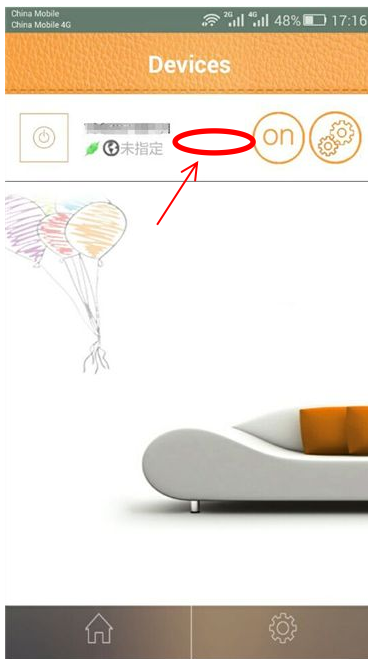 China Mobile
China Mobile 4G
2G 4G 48% 17:16
Devices
未指定
on